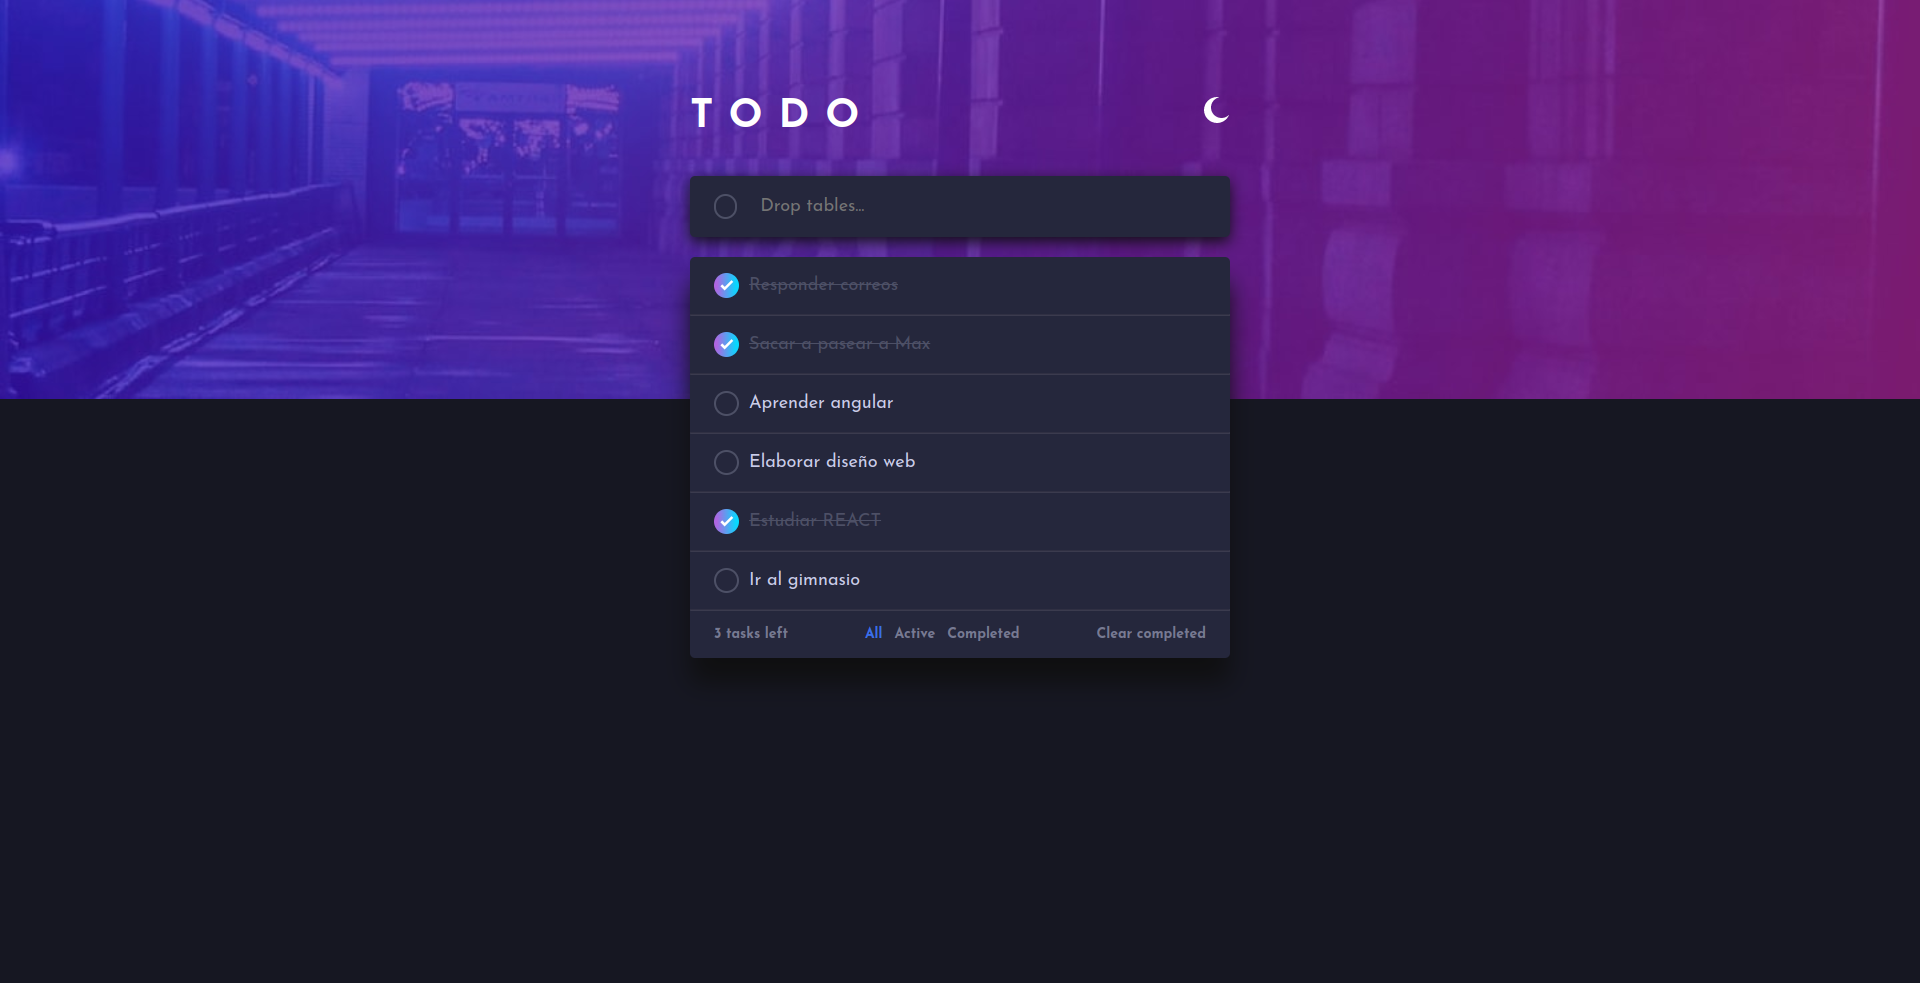 TODO
Drop tables...
Responder correos
Sacar a pasear a Max
Aprender angular
Elaborar diseño web
Estudiar REACT
Ir al gimnasio
3 tasks left All Active Completed Clear completed